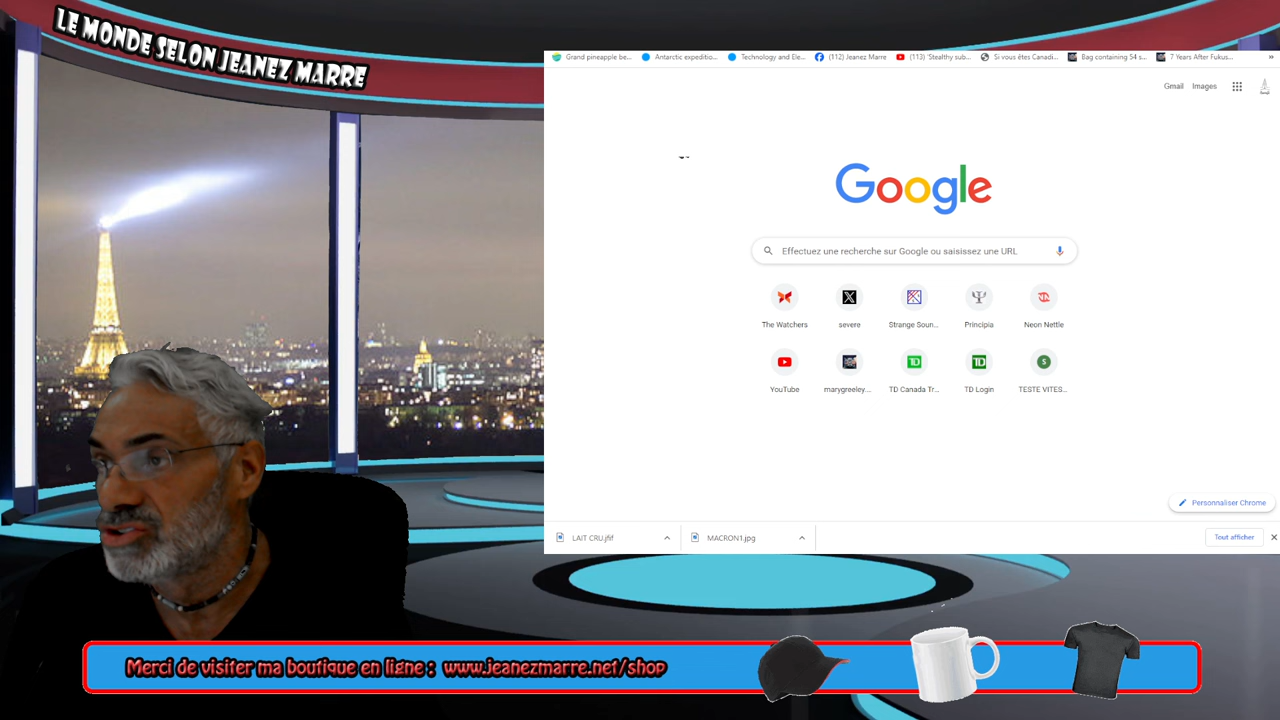 LE MONDE SELON JEANEZ MARRE
Grand pineapple be... Antarctic expeditio... Technology and Ele... (112) Jeanez Marre (113) 'Stealthy sub... Si vous êtes Canadi... Bag containing 54 s... 7 Years After Fukus... »
Gmail Images
Google
Effectuez une recherche sur Google ou saisissez une URL
The Watchers severe Strange Soun... Principia Neon Nettle
YouTube marygreeley... TD Canada Tr... TD Login TESTE VITES...
Personnaliser Chrome
LAIT CRU.jfif MACRON1.jpg Tout afficher
Merci de visiter ma boutique en ligne : www.jeanezmarre.net/shop